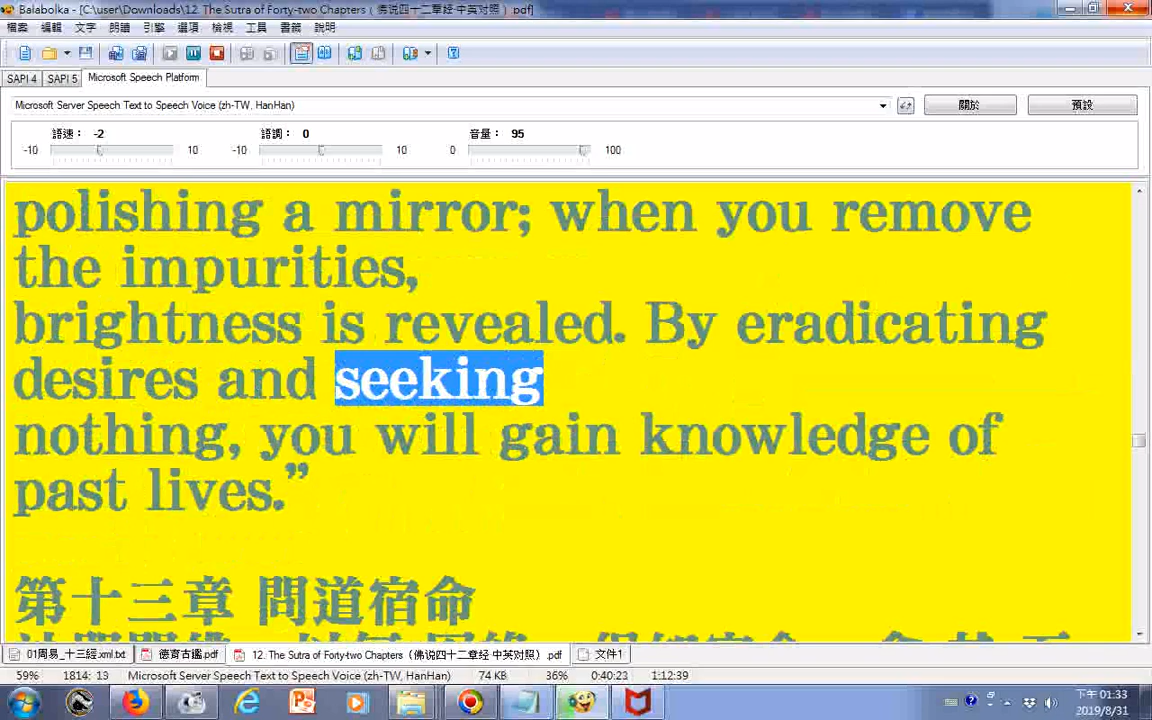 Balabolka - [C:\user\Downloads\12. The Sutra of Forty-two Chapters（佛说四十二章经 中英对照）.pdf]
檔案 編輯 文字 朗讀 引擎 選項 檢視 工具 書籤 說明
SAPI 4 SAPI 5 Microsoft Speech Platform
Microsoft Server Speech Text to Speech Voice (zh-TW, HanHan) 關於 預設
語速： -2 語調： 0 音量： 95
-10 10 -10 10 0 100
polishing a mirror; when you remove
the impurities,
brightness is revealed. By eradicating
desires and seeking
nothing, you will gain knowledge of
past lives.”
第十三章 問道宿命
01周易_十三經.xml.txt 德育古鑑.pdf 12. The Sutra of Forty-two Chapters（佛说四十二章经 中英对照）.pdf 文件1
59% 1814: 13 Microsoft Server Speech Text to Speech Voice (zh-TW, HanHan) 74 KB 36% 0:40:23 1:12:39
下午 01:33
2019/8/31